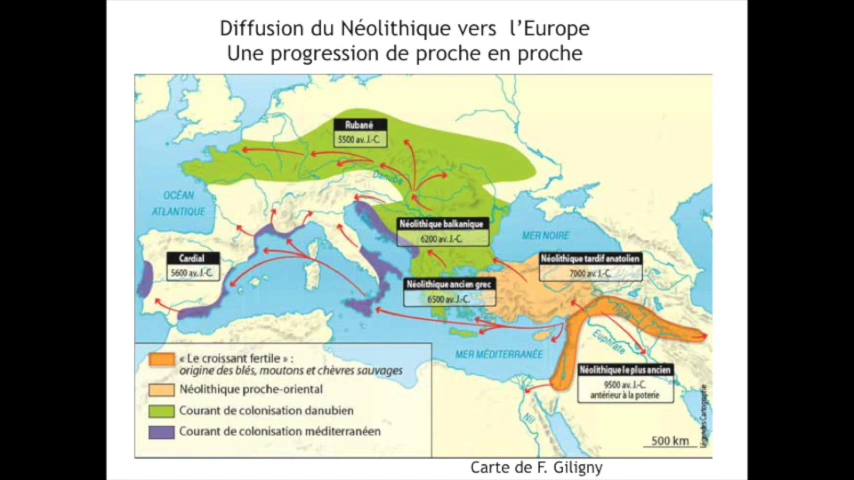 Diffusion du Néolithique vers l'Europe
Une progression de proche en proche
Rubané
5500 av. J.-C.
Danube
OCÉAN
ATLANTIQUE
Néolithique balkanique
6200 av. J.-C.
MER NOIRE
Cardial
5600 av. J.-C.
Néolithique tardif anatolien
7000 av. J.-C.
Néolithique ancien grec
6500 av. J.-C.
Tigre
Euphrate
MER MÉDITERRANÉE
« Le croissant fertile » :
origine des blés, moutons et chèvres sauvages
Néolithique proche-oriental
Courant de colonisation danubien
Courant de colonisation méditerranéen
Néolithique le plus ancien
9500 av. J.-C.
antérieur à la poterie
Nil
500 km
Légendes Cartographie
Carte de F. Giligny